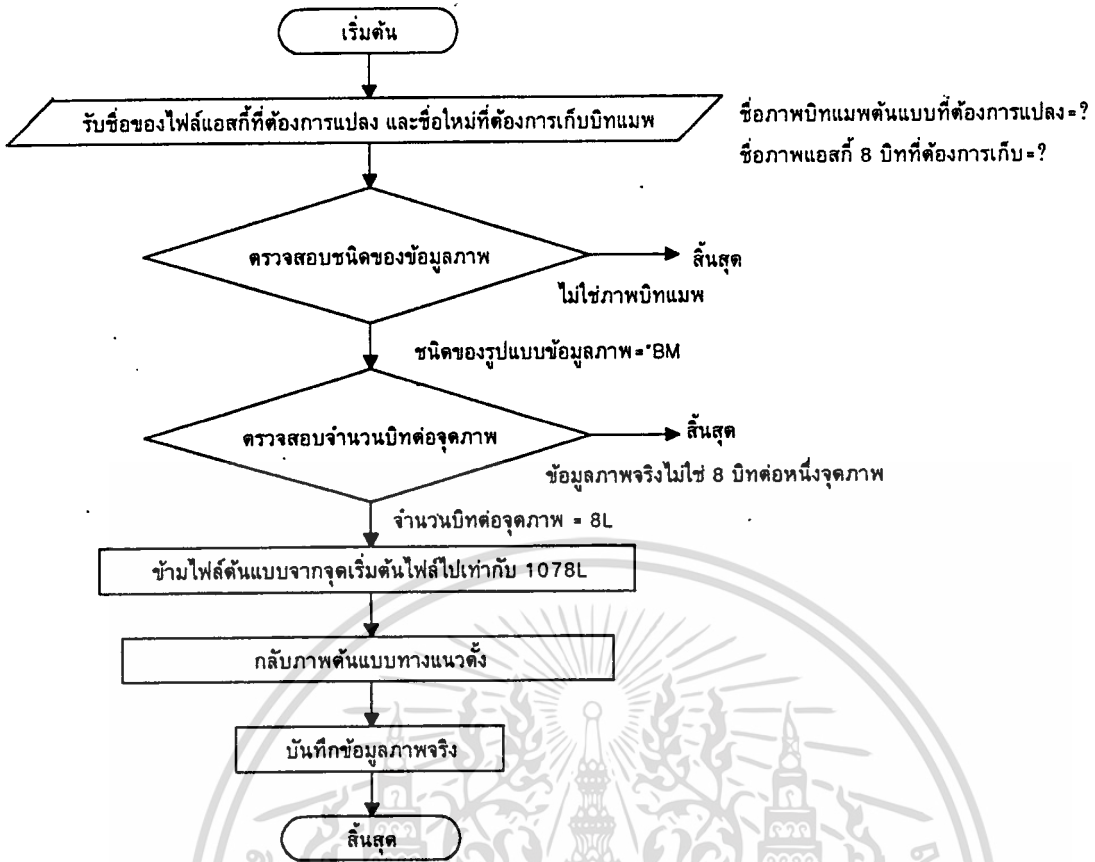 เริ่มต้น
รับชื่อของไฟล์แอสกี้ที่ต้องการแปลง และชื่อใหม่ที่ต้องการเก็บบิทแมพ
ชื่อภาพบิทแมพต้นแบบที่ต้องการแปลง=?
ชื่อภาพแอสกี้ 8 บิทที่ต้องการเก็บ=?
ตรวจสอบชนิดของข้อมูลภาพ
สิ้นสุด
ไม่ใช่ภาพบิทแมพ
ชนิดของรูปแบบข้อมูลภาพ="BM
ตรวจสอบจำนวนบิทต่อจุดภาพ
สิ้นสุด
ข้อมูลภาพจริงไม่ใช่ 8 บิทต่อหนึ่งจุดภาพ
จำนวนบิทต่อจุดภาพ = 8L
ข้ามไฟล์ต้นแบบจากจุดเริ่มต้นไฟล์ไปเท่ากับ 1078L
กลับภาพต้นแบบทางแนวตั้ง
บันทึกข้อมูลภาพจริง
สิ้นสุด